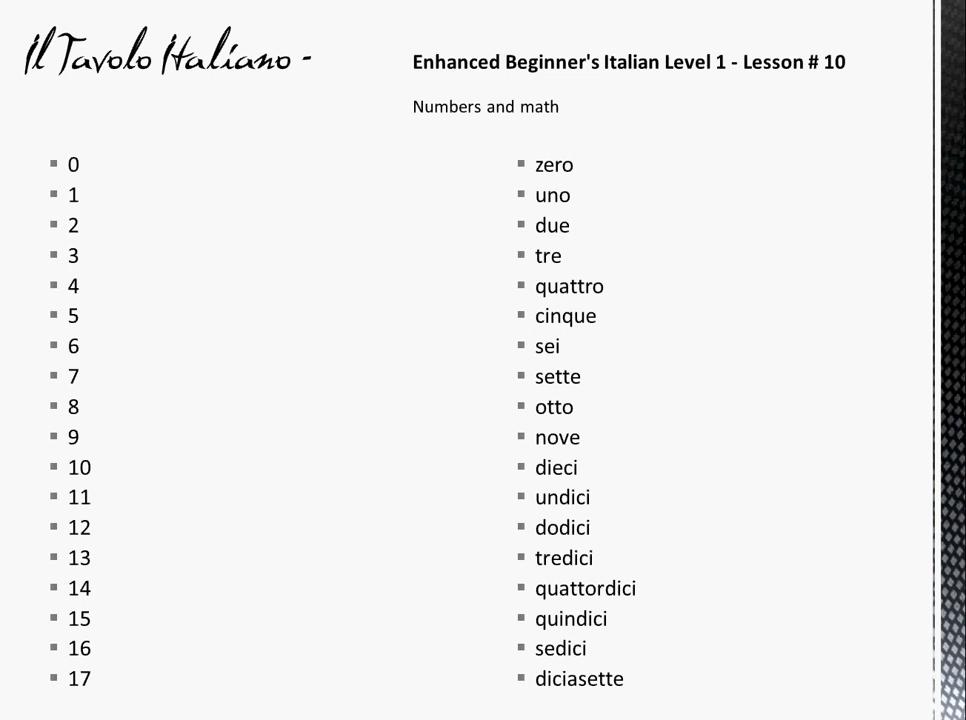 Il Tavolo Italiano -
Enhanced Beginner's Italian Level 1 - Lesson # 10
Numbers and math
0 zero
1 uno
2 due
3 tre
4 quattro
5 cinque
6 sei
7 sette
8 otto
9 nove
10 dieci
11 undici
12 dodici
13 tredici
14 quattordici
15 quindici
16 sedici
17 diciasette